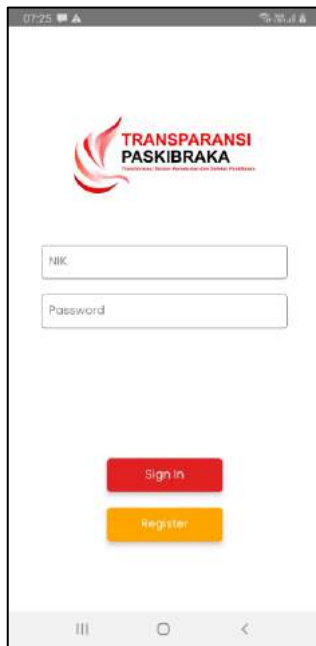 07:25
TRANSPARANSI
PASKIBRAKA
NIK
Password
Sign In
Register